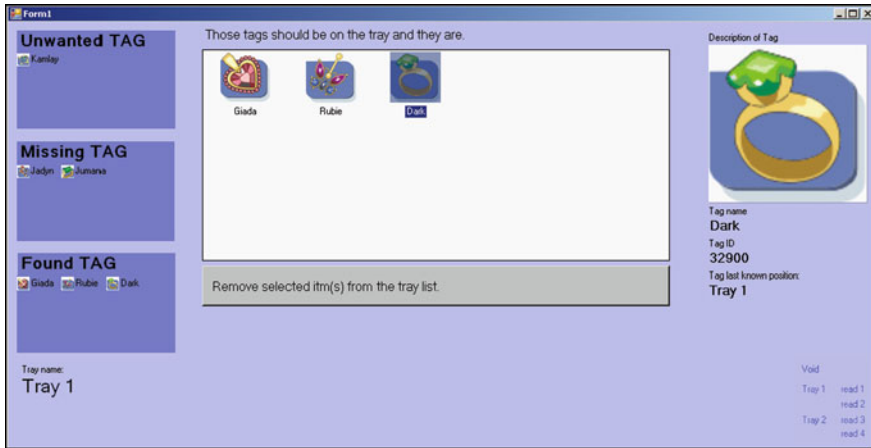 Form1
Unwanted TAG
Kamlay
Missing TAG
Jadyn Jumana
Found TAG
Giada Rubie Dark
Tray name:
Tray 1
Those tags should be on the tray and they are.
Giada Rubie Dark
Remove selected itm(s) from the tray list.
Description of Tag
Tag name
Dark
Tag ID
32900
Tag last known position:
Tray 1
Void
Tray 1 read 1
read 2
Tray 2 read 3
read 4